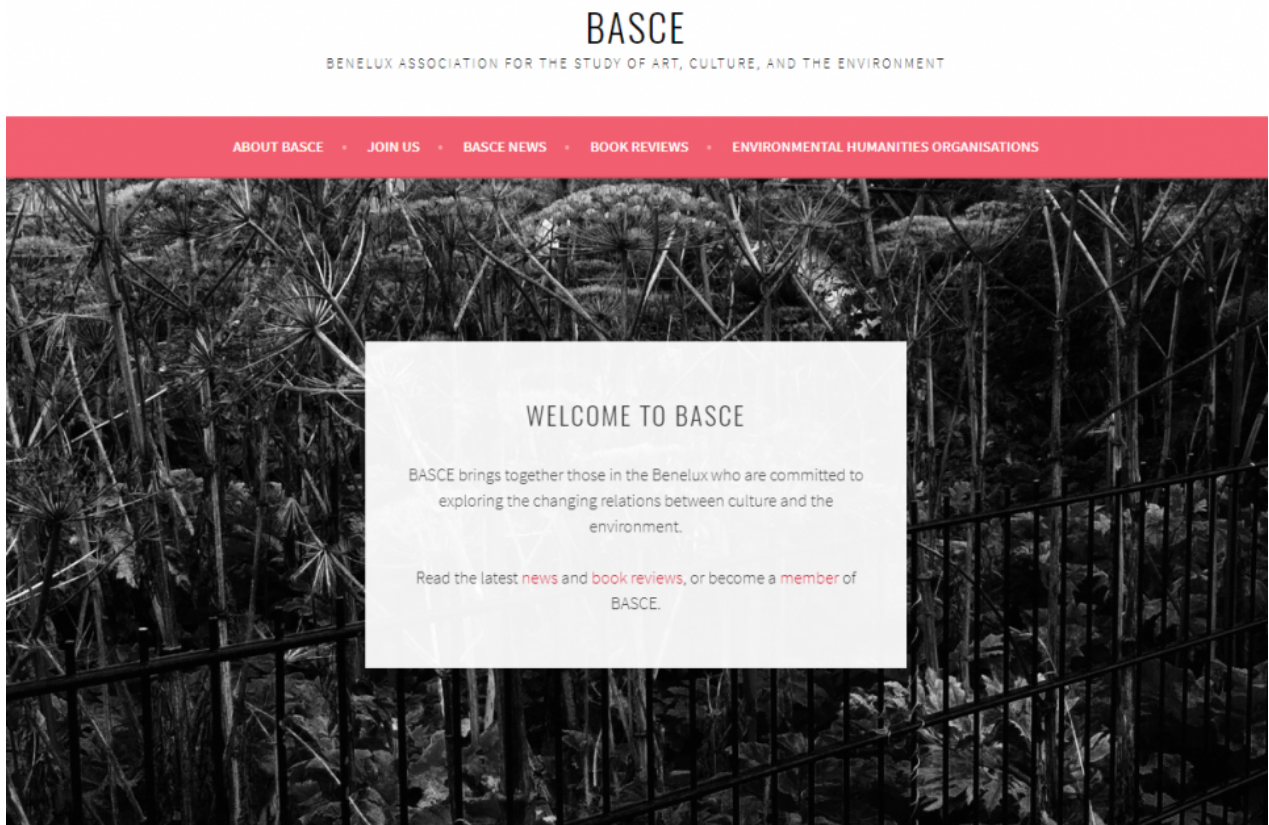 BASCE
BENELUX ASSOCIATION FOR THE STUDY OF ART, CULTURE, AND THE ENVIRONMENT
ABOUT BASCE • JOIN US • BASCE NEWS • BOOK REVIEWS • ENVIRONMENTAL HUMANITIES ORGANISATIONS
WELCOME TO BASCE
BASCE brings together those in the Benelux who are committed to
exploring the changing relations between culture and the
environment.
Read the latest news and book reviews, or become a member of
BASCE.